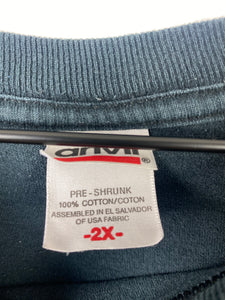 anvil
®
PRE-SHRUNK
100% COTTON/COTON
ASSEMBLED IN EL SALVADOR
OF USA FABRIC
-2X-